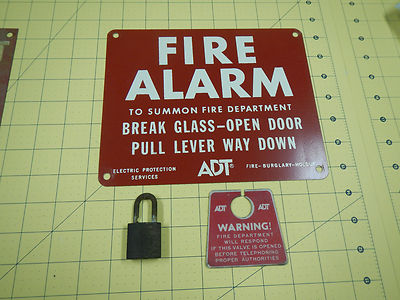 FIRE
ALARM
TO SUMMON FIRE DEPARTMENT
BREAK GLASS–OPEN DOOR
PULL LEVER WAY DOWN
ELECTRIC PROTECTION
SERVICES
ADT®
FIRE–BURGLARY–HOLDUP
ADT ADT
WARNING!
FIRE DEPARTMENT
WILL RESPOND
IF THIS VALVE IS OPENED
BEFORE TELEPHONING
PROPER AUTHORITIES